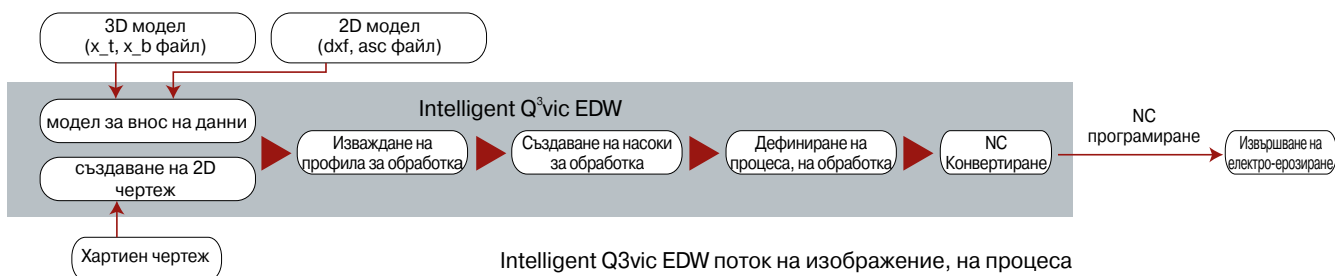 3D модел
(x_t, x_b файл)
2D модел
(dxf, asc файл)
Intelligent Q³vic EDW
модел за внос на данни
създаване на 2D
чертеж
Изваждане на
профила за обработка
Създаване на насоки
за обработка
Дефиниране на
процеса, на обработка
NC
Конвертиране
NC
програмиране
Извършване на
електро-ерозиране
Хартиен чертеж
Intelligent Q3vic EDW поток на изображение, на процеса